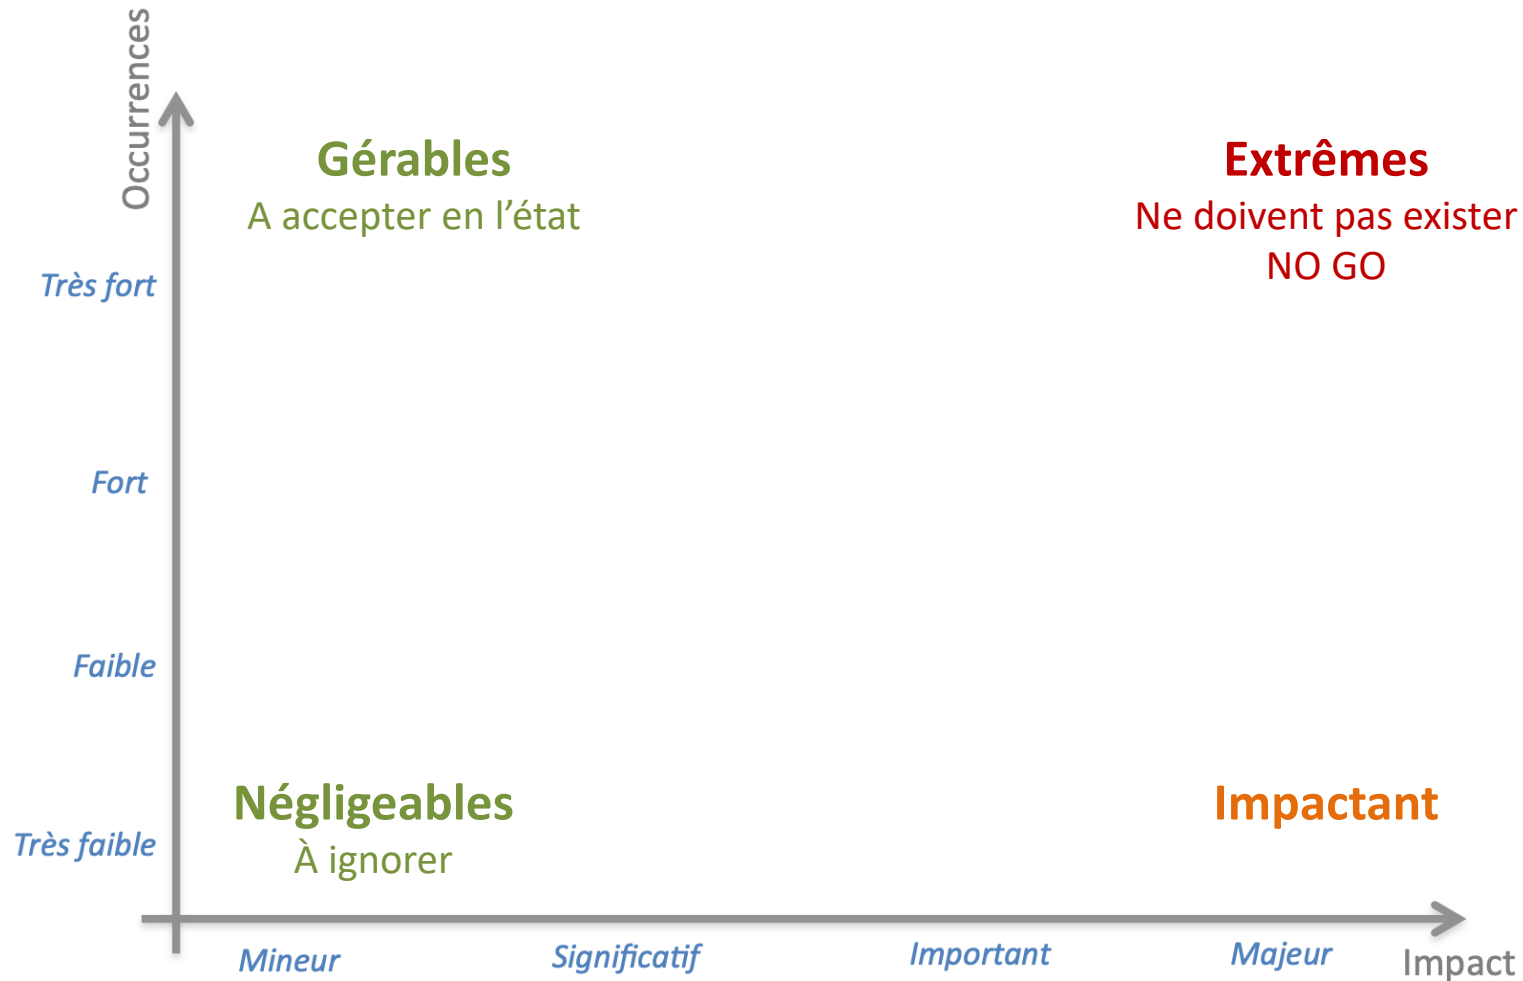 Occurrences
Gérables
A accepter en l’état
Extrêmes
Ne doivent pas exister
NO GO
Très fort
Fort
Faible
Très faible
Négligeables
À ignorer
Impactant
Mineur
Significatif
Important
Majeur
Impact